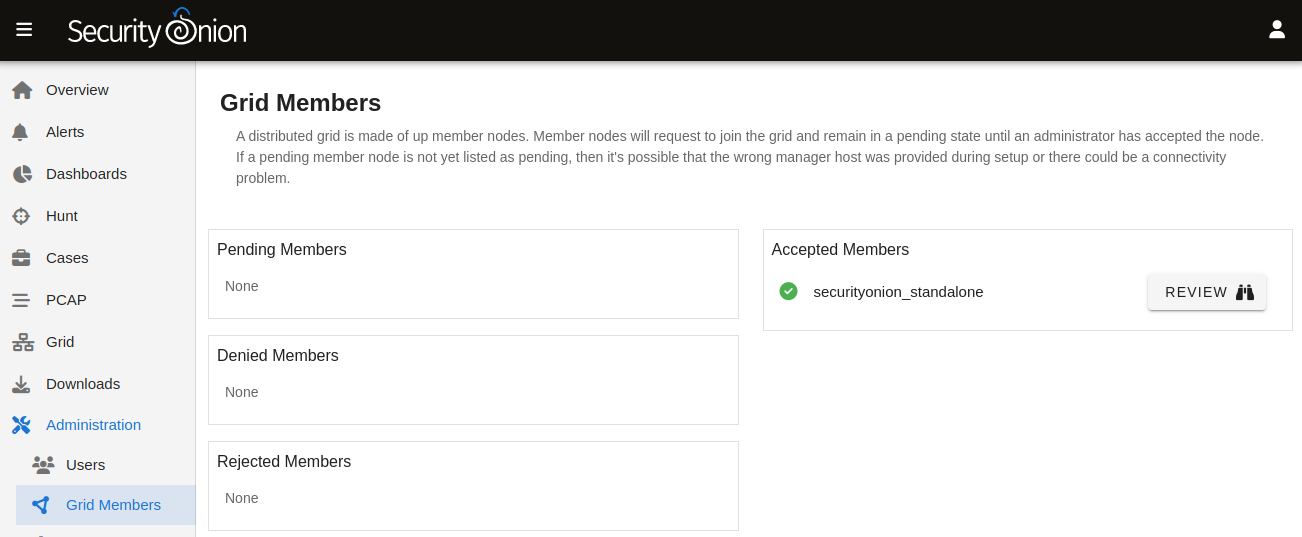 Security Onion
Overview
Alerts
Dashboards
Hunt
Cases
PCAP
Grid
Downloads
Administration
Users
Grid Members
Grid Members
A distributed grid is made of up member nodes. Member nodes will request to join the grid and remain in a pending state until an administrator has accepted the node.
If a pending member node is not yet listed as pending, then it's possible that the wrong manager host was provided during setup or there could be a connectivity
problem.
Pending Members
None
Denied Members
None
Rejected Members
None
Accepted Members
securityonion_standalone
REVIEW